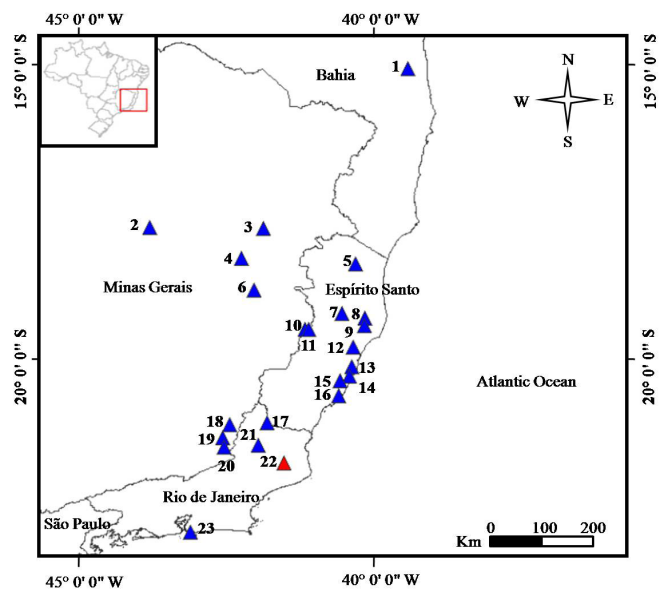 45° 0' 0" W
40° 0' 0" W
15° 0' 0" S
15° 0' 0" S
Bahia
1
N
W
E
S
2
3
4
5
Minas Gerais
6
Espírito Santo
7
8
9
10
11
12
20° 0' 0" S
20° 0' 0" S
13
14
15
16
Atlantic Ocean
17
18
19
20
21
22
Rio de Janeiro
São Paulo
23
0
100
200
Km
45° 0' 0" W
40° 0' 0" W